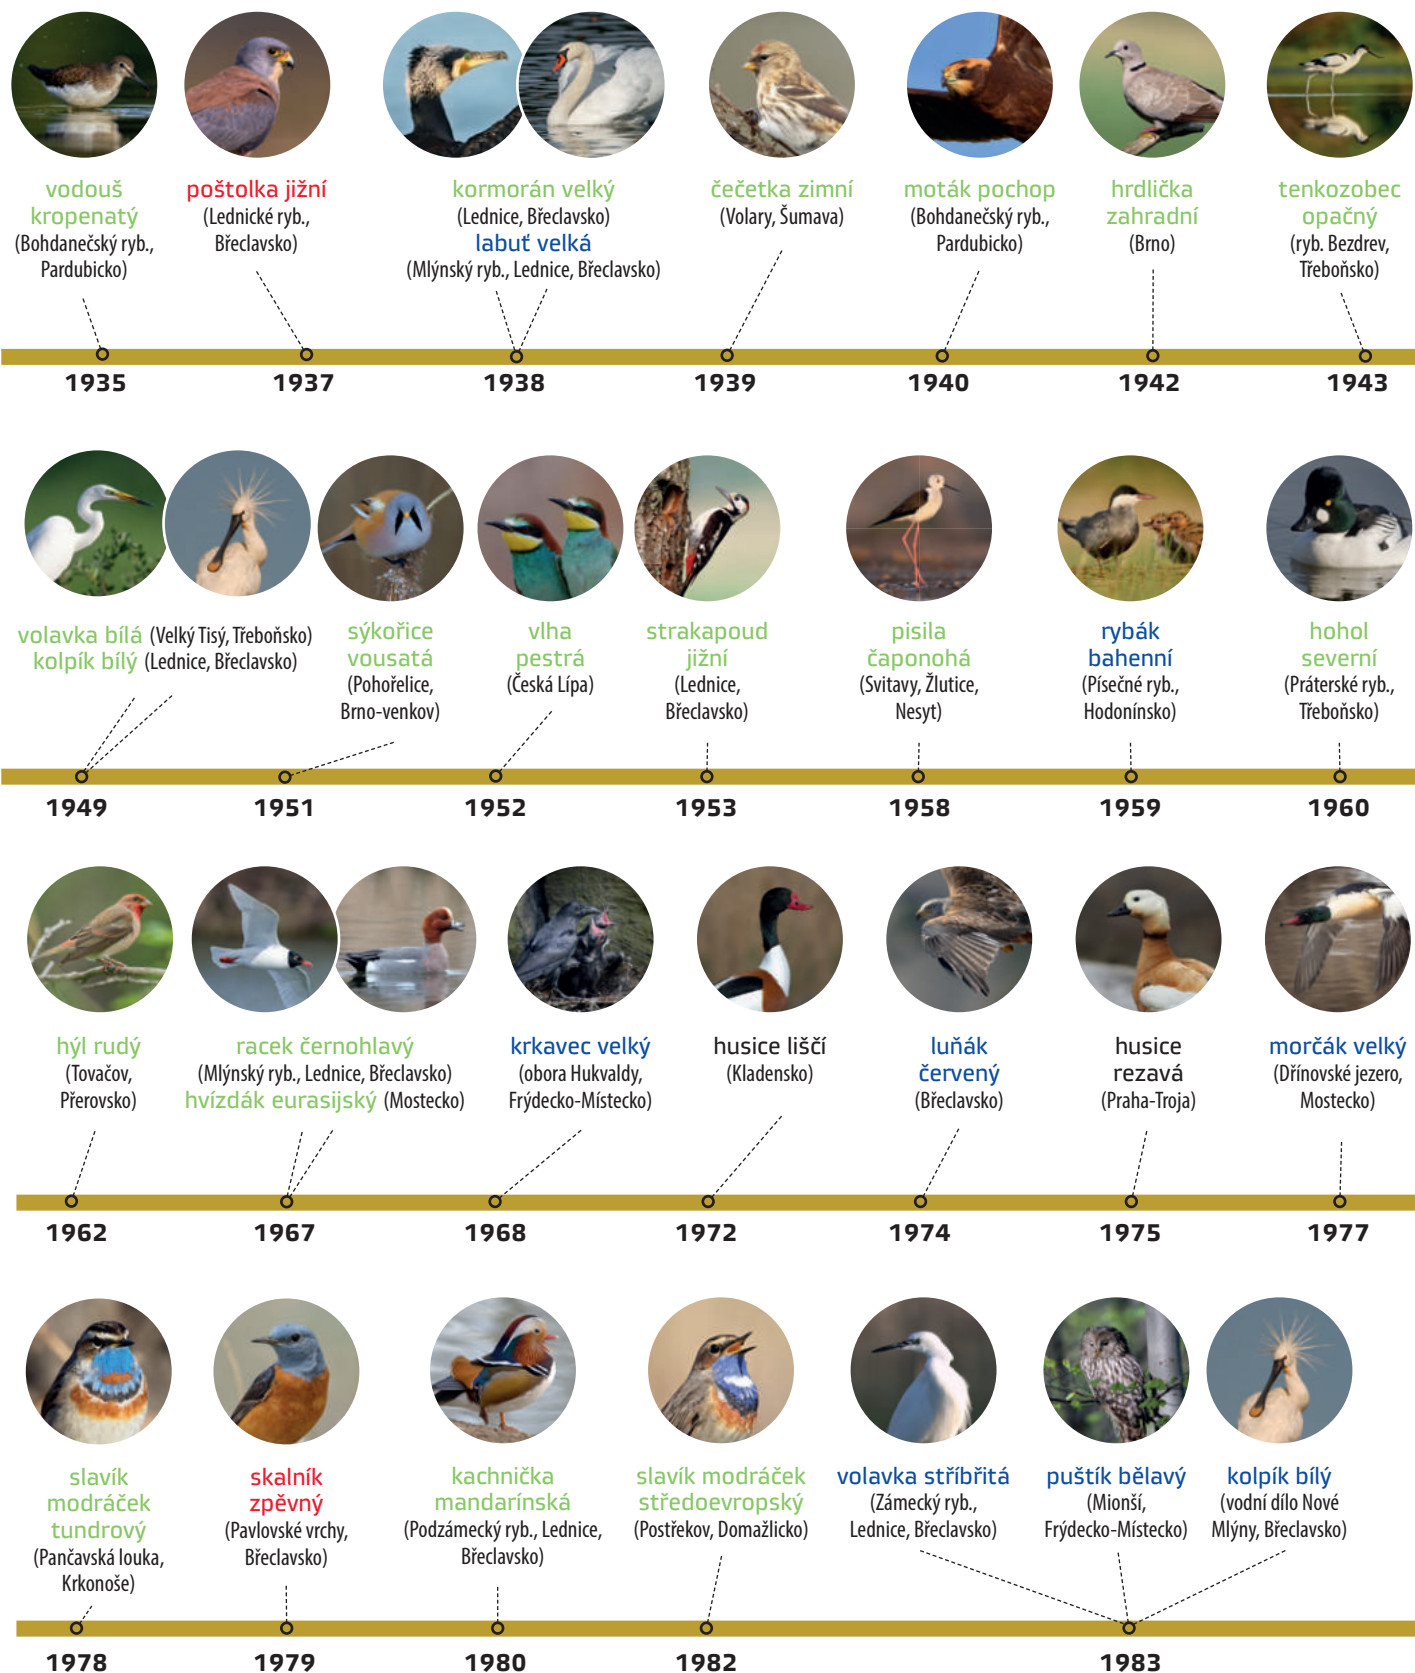 vodouš
kropenatý
(Bohdanečský ryb.,
Pardubicko)
poštolka jižní
(Lednické ryb.,
Břeclavsko)
kormorán velký
(Lednice, Břeclavsko)
labuť velká
(Mlýnský ryb., Lednice, Břeclavsko)
čečetka zimní
(Volary, Šumava)
moták pochop
(Bohdanečský ryb.,
Pardubicko)
hrdlička
zahradní
(Brno)
tenkozobec
opačný
(ryb. Bezdrev,
Třeboňsko)
1935
1937
1938
1939
1940
1942
1943
volavka bílá (Velký Tisý, Třeboňsko)
kolpík bílý (Lednice, Břeclavsko)
sýkořice
vousatá
(Pohořelice,
Brno-venkov)
vlha
pestrá
(Česká Lípa)
strakapoud
jižní
(Lednice,
Břeclavsko)
pisila
čaponohá
(Svitavy, Žlutice,
Nesyt)
rybák
bahenní
(Písečné ryb.,
Hodonínsko)
hohol
severní
(Práterské ryb.,
Třeboňsko)
1949
1951
1952
1953
1958
1959
1960
hýl rudý
(Tovačov,
Přerovsko)
racek černohlavý
(Mlýnský ryb., Lednice, Břeclavsko)
hvízdák eurasijský (Mostecko)
krkavec velký
(obora Hukvaldy,
Frýdecko-Místecko)
husice liščí
(Kladensko)
luňák
červený
(Břeclavsko)
husice
rezavá
(Praha-Troja)
morčák velký
(Dřínovské jezero,
Mostecko)
1962
1967
1968
1972
1974
1975
1977
slavík
modráček
tundrový
(Pančavská louka,
Krkonoše)
skalník
zpěvný
(Pavlovské vrchy,
Břeclavsko)
kachnička
mandarínská
(Podzámecký ryb., Lednice,
Břeclavsko)
slavík modráček
středoevropský
(Postřekov, Domažlicko)
volavka stříbřitá
(Zámecký ryb.,
Lednice, Břeclavsko)
puštík bělavý
(Mionší,
Frýdecko-Místecko)
kolpík bílý
(vodní dílo Nové
Mlýny, Břeclavsko)
1978
1979
1980
1982
1983